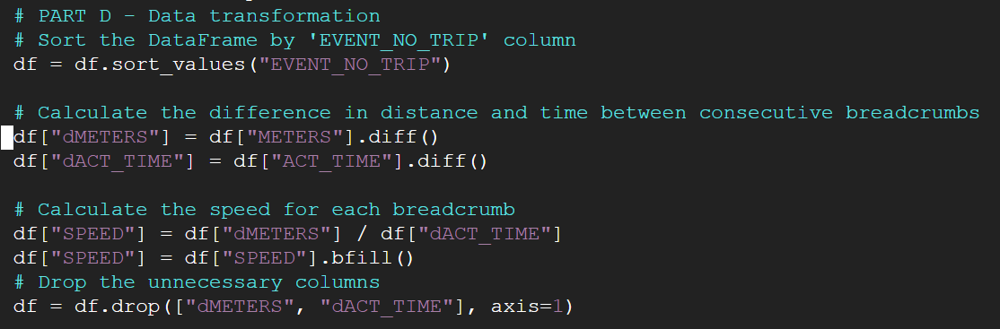 # PART D - Data transformation
# Sort the DataFrame by 'EVENT_NO_TRIP' column
df = df.sort_values("EVENT_NO_TRIP")
# Calculate the difference in distance and time between consecutive breadcrumbs
df["dMETERS"] = df["METERS"].diff()
df["dACT_TIME"] = df["ACT_TIME"].diff()
# Calculate the speed for each breadcrumb
df["SPEED"] = df["dMETERS"] / df["dACT_TIME"]
df["SPEED"] = df["SPEED"].bfill()
# Drop the unnecessary columns
df = df.drop(["dMETERS", "dACT_TIME"], axis=1)